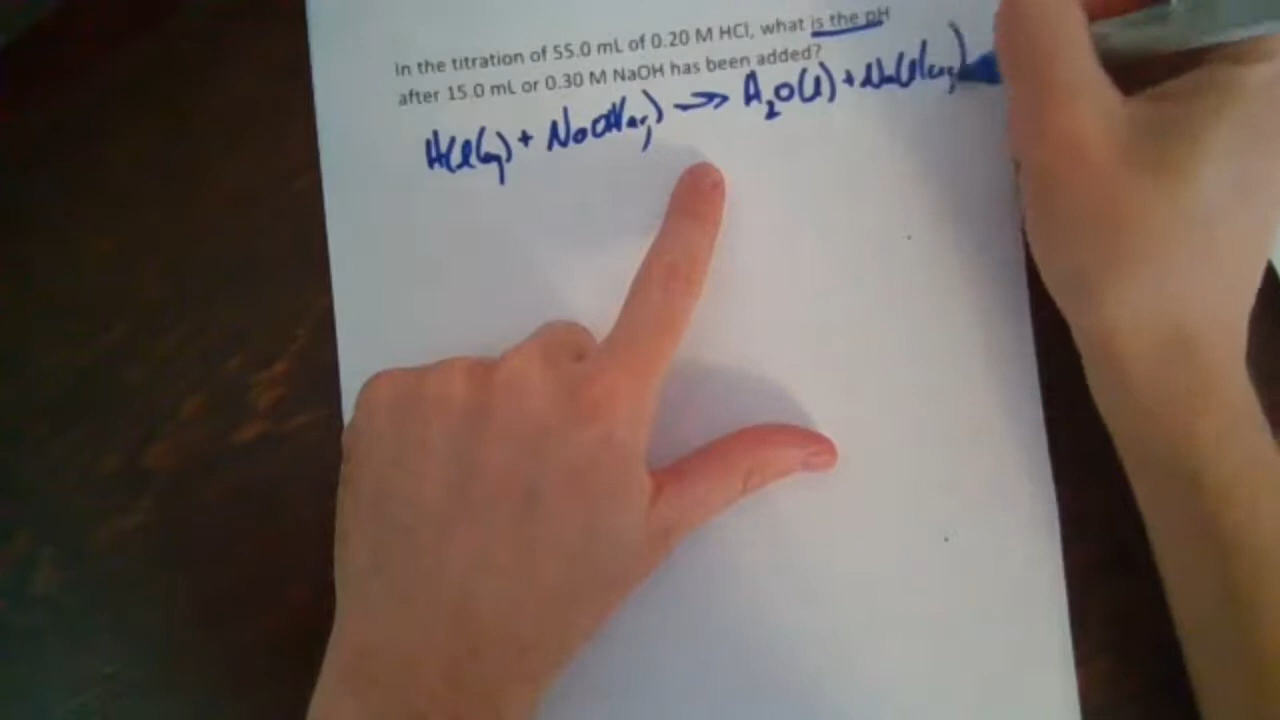 In the titration of 55.0 mL of 0.20 M HCl, what is the pH
after 15.0 mL or 0.30 M NaOH has been added?
HCl(aq) + NaOH(aq) → H₂O(l) + NaCl(aq)